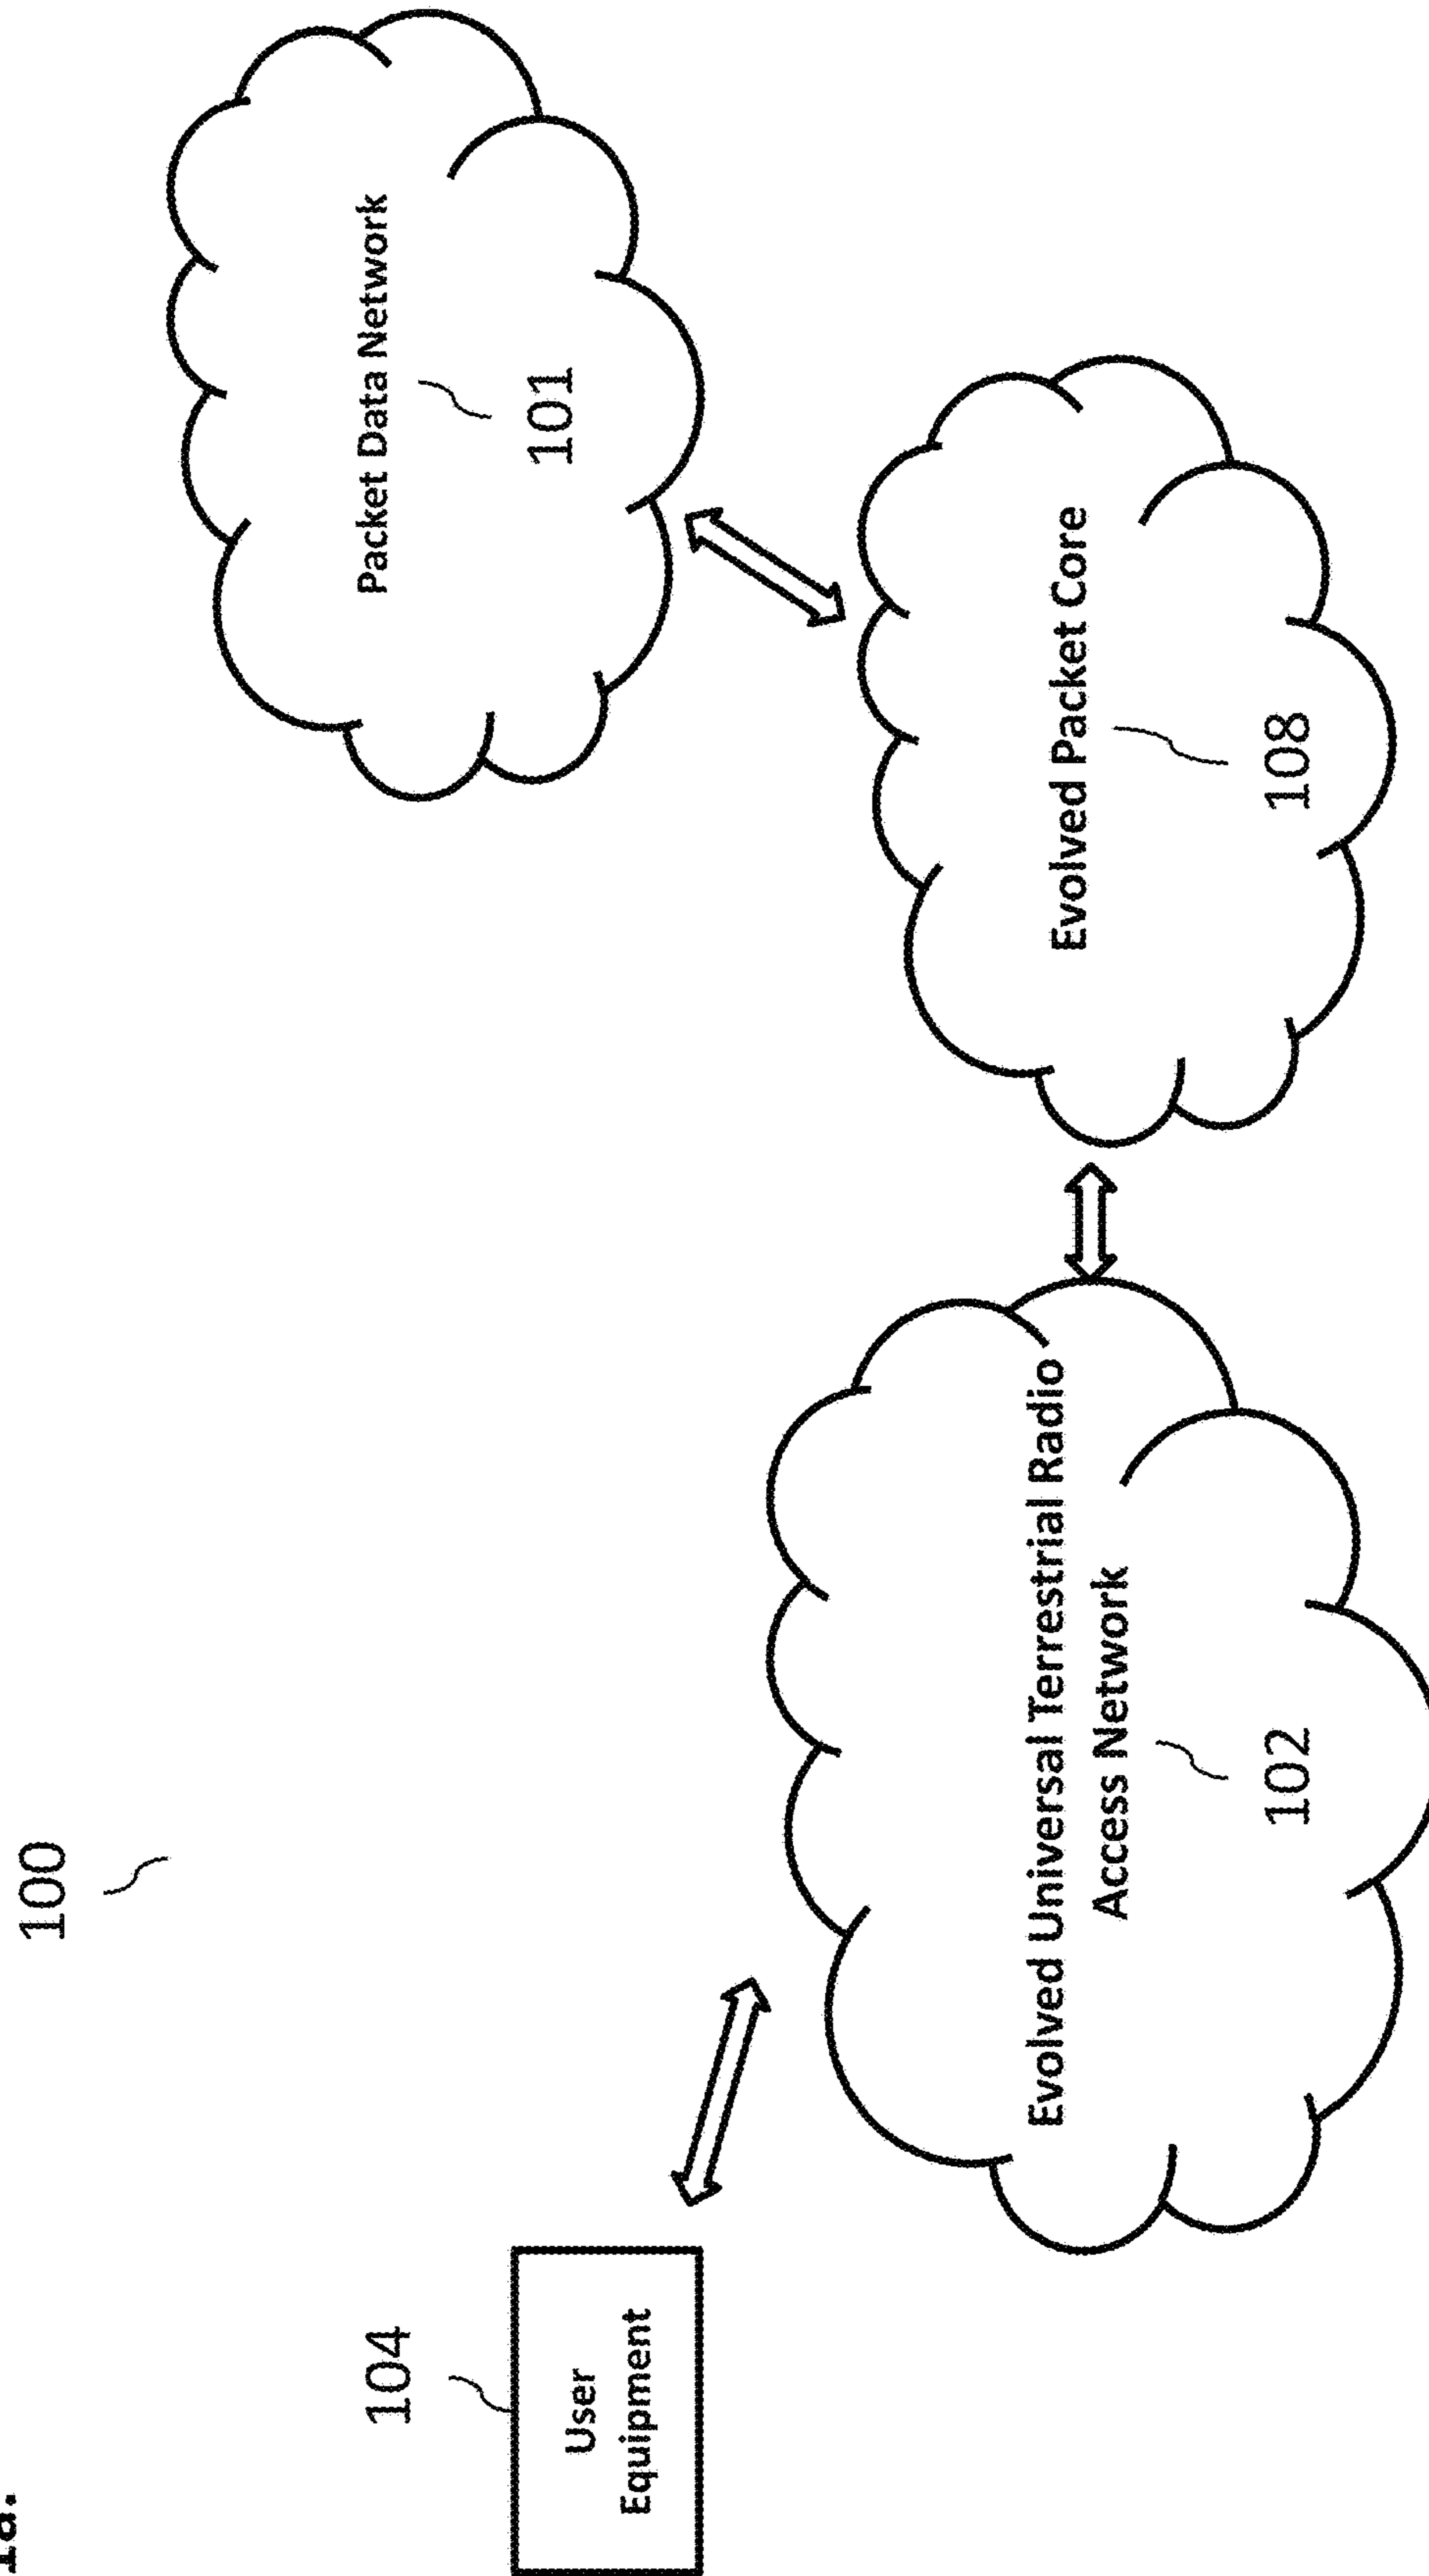 1a.
100
104
User
Equipment
Evolved Universal Terrestrial Radio
Access Network
102
Evolved Packet Core
108
Packet Data Network
101